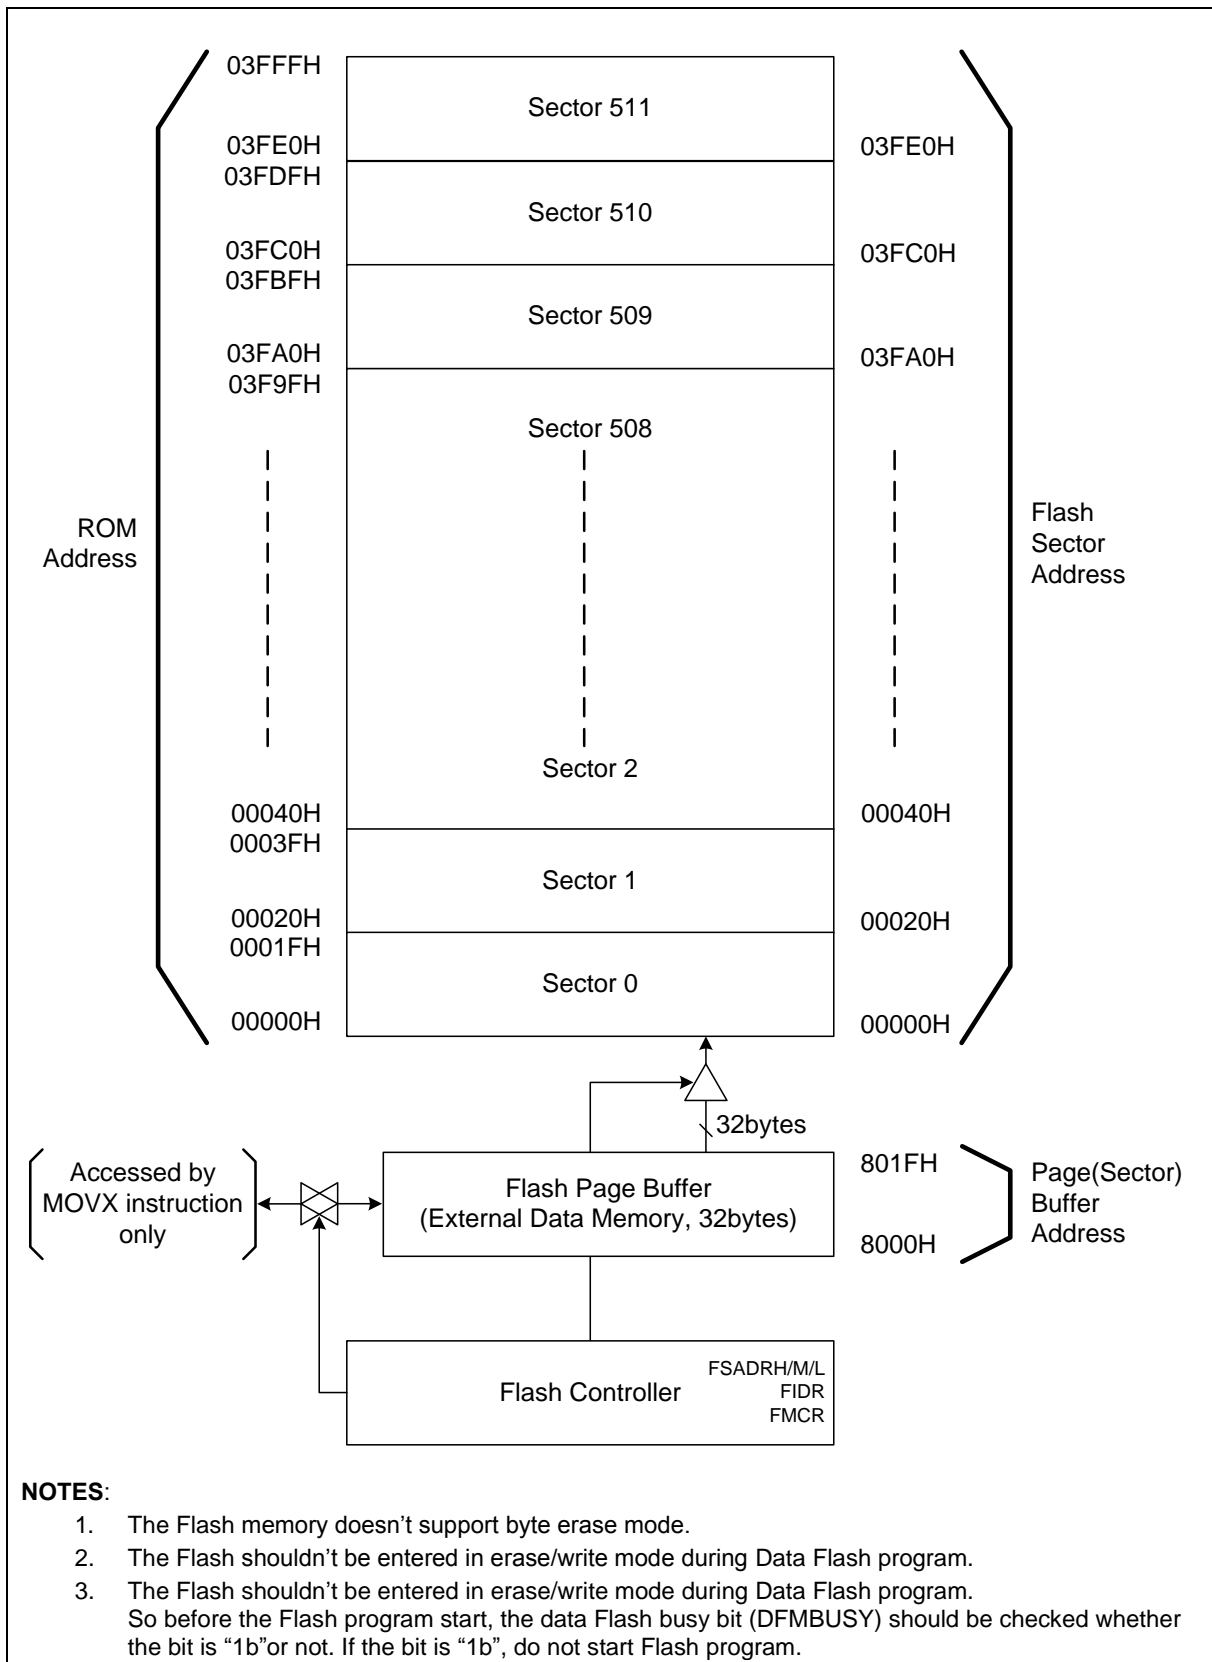 03FFFH
Sector 511
03FE0H
03FE0H
03FDFH
Sector 510
03FC0H
03FC0H
03FBFH
Sector 509
03FA0H
03FA0H
03F9FH
Sector 508
ROM
Address
Flash
Sector
Address
Sector 2
00040H
00040H
0003FH
Sector 1
00020H
00020H
0001FH
Sector 0
00000H
00000H
32bytes
Accessed by
MOVX instruction
only
Flash Page Buffer
(External Data Memory, 32bytes)
801FH
8000H
Page(Sector)
Buffer
Address
Flash Controller
FSADRH/M/L
FIDR
FMCR
NOTES:
1. The Flash memory doesn’t support byte erase mode.
2. The Flash shouldn’t be entered in erase/write mode during Data Flash program.
3. The Flash shouldn’t be entered in erase/write mode during Data Flash program.
So before the Flash program start, the data Flash busy bit (DFMBUSY) should be checked whether
the bit is “1b”or not. If the bit is “1b”, do not start Flash program.